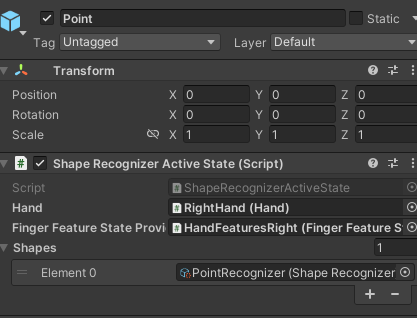 Point Static
Tag Untagged Layer Default
Transform
Position X 0 Y 0 Z 0
Rotation X 0 Y 0 Z 0
Scale X 1 Y 1 Z 1
# Shape Recognizer Active State (Script)
Script # ShapeRecognizerActiveState
Hand RightHand (Hand)
Finger Feature State Provi HandFeaturesRight (Finger Feature S
Shapes 1
Element 0 PointRecognizer (Shape Recognizer